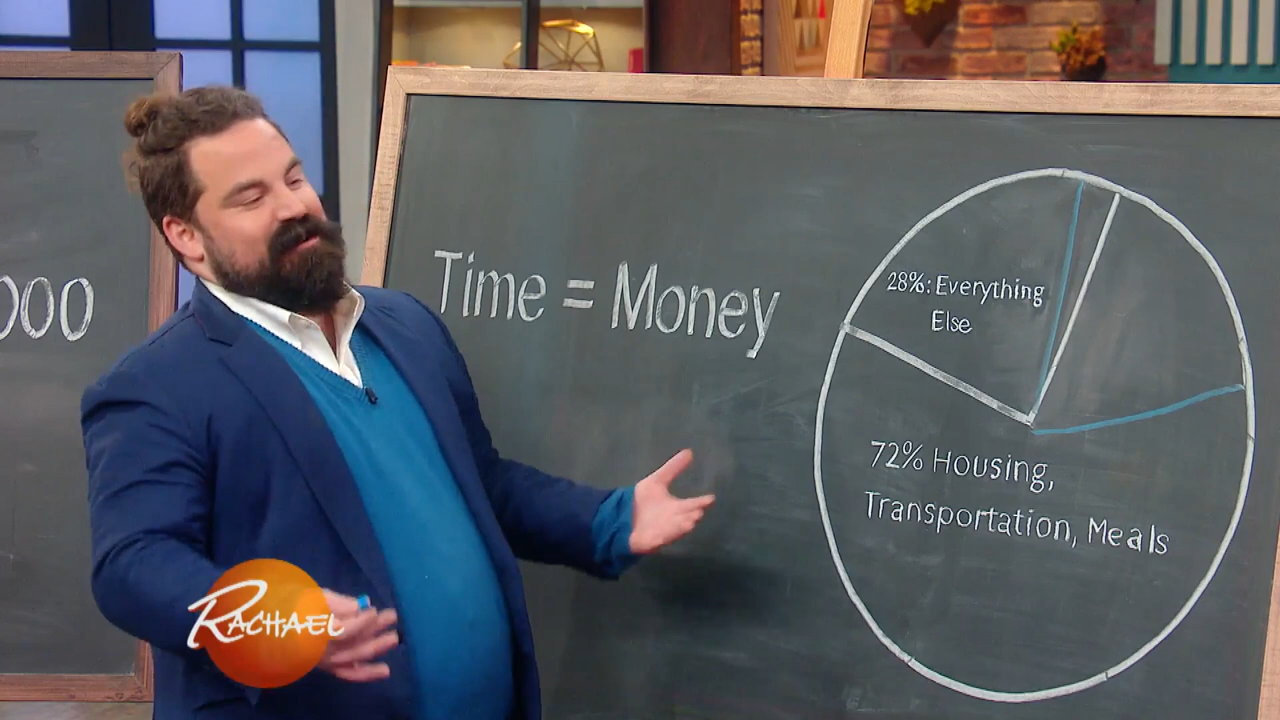 000
Time = Money
28%: Everything
Else
72% Housing,
Transportation, Meals
RACHAEL